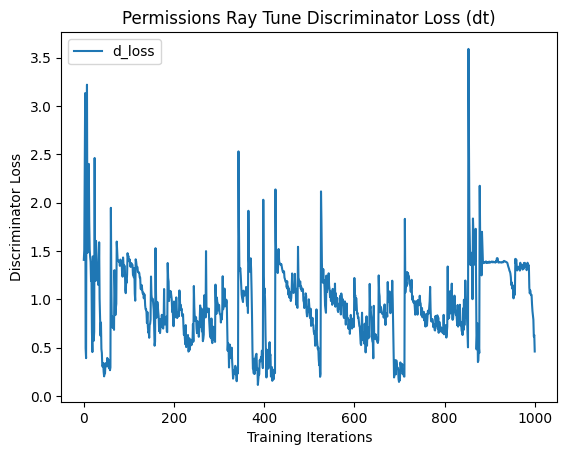 Permissions Ray Tune Discriminator Loss (dt)
d_loss
Discriminator Loss
3.5
3.0
2.5
2.0
1.5
1.0
0.5
0.0
0 200 400 600 800 1000
Training Iterations